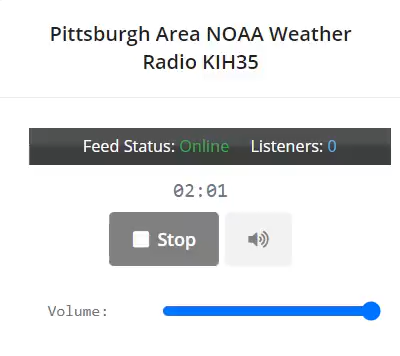 Pittsburgh Area NOAA Weather
Radio KIH35
Feed Status: Online Listeners: 0
02:01
Stop
Volume: